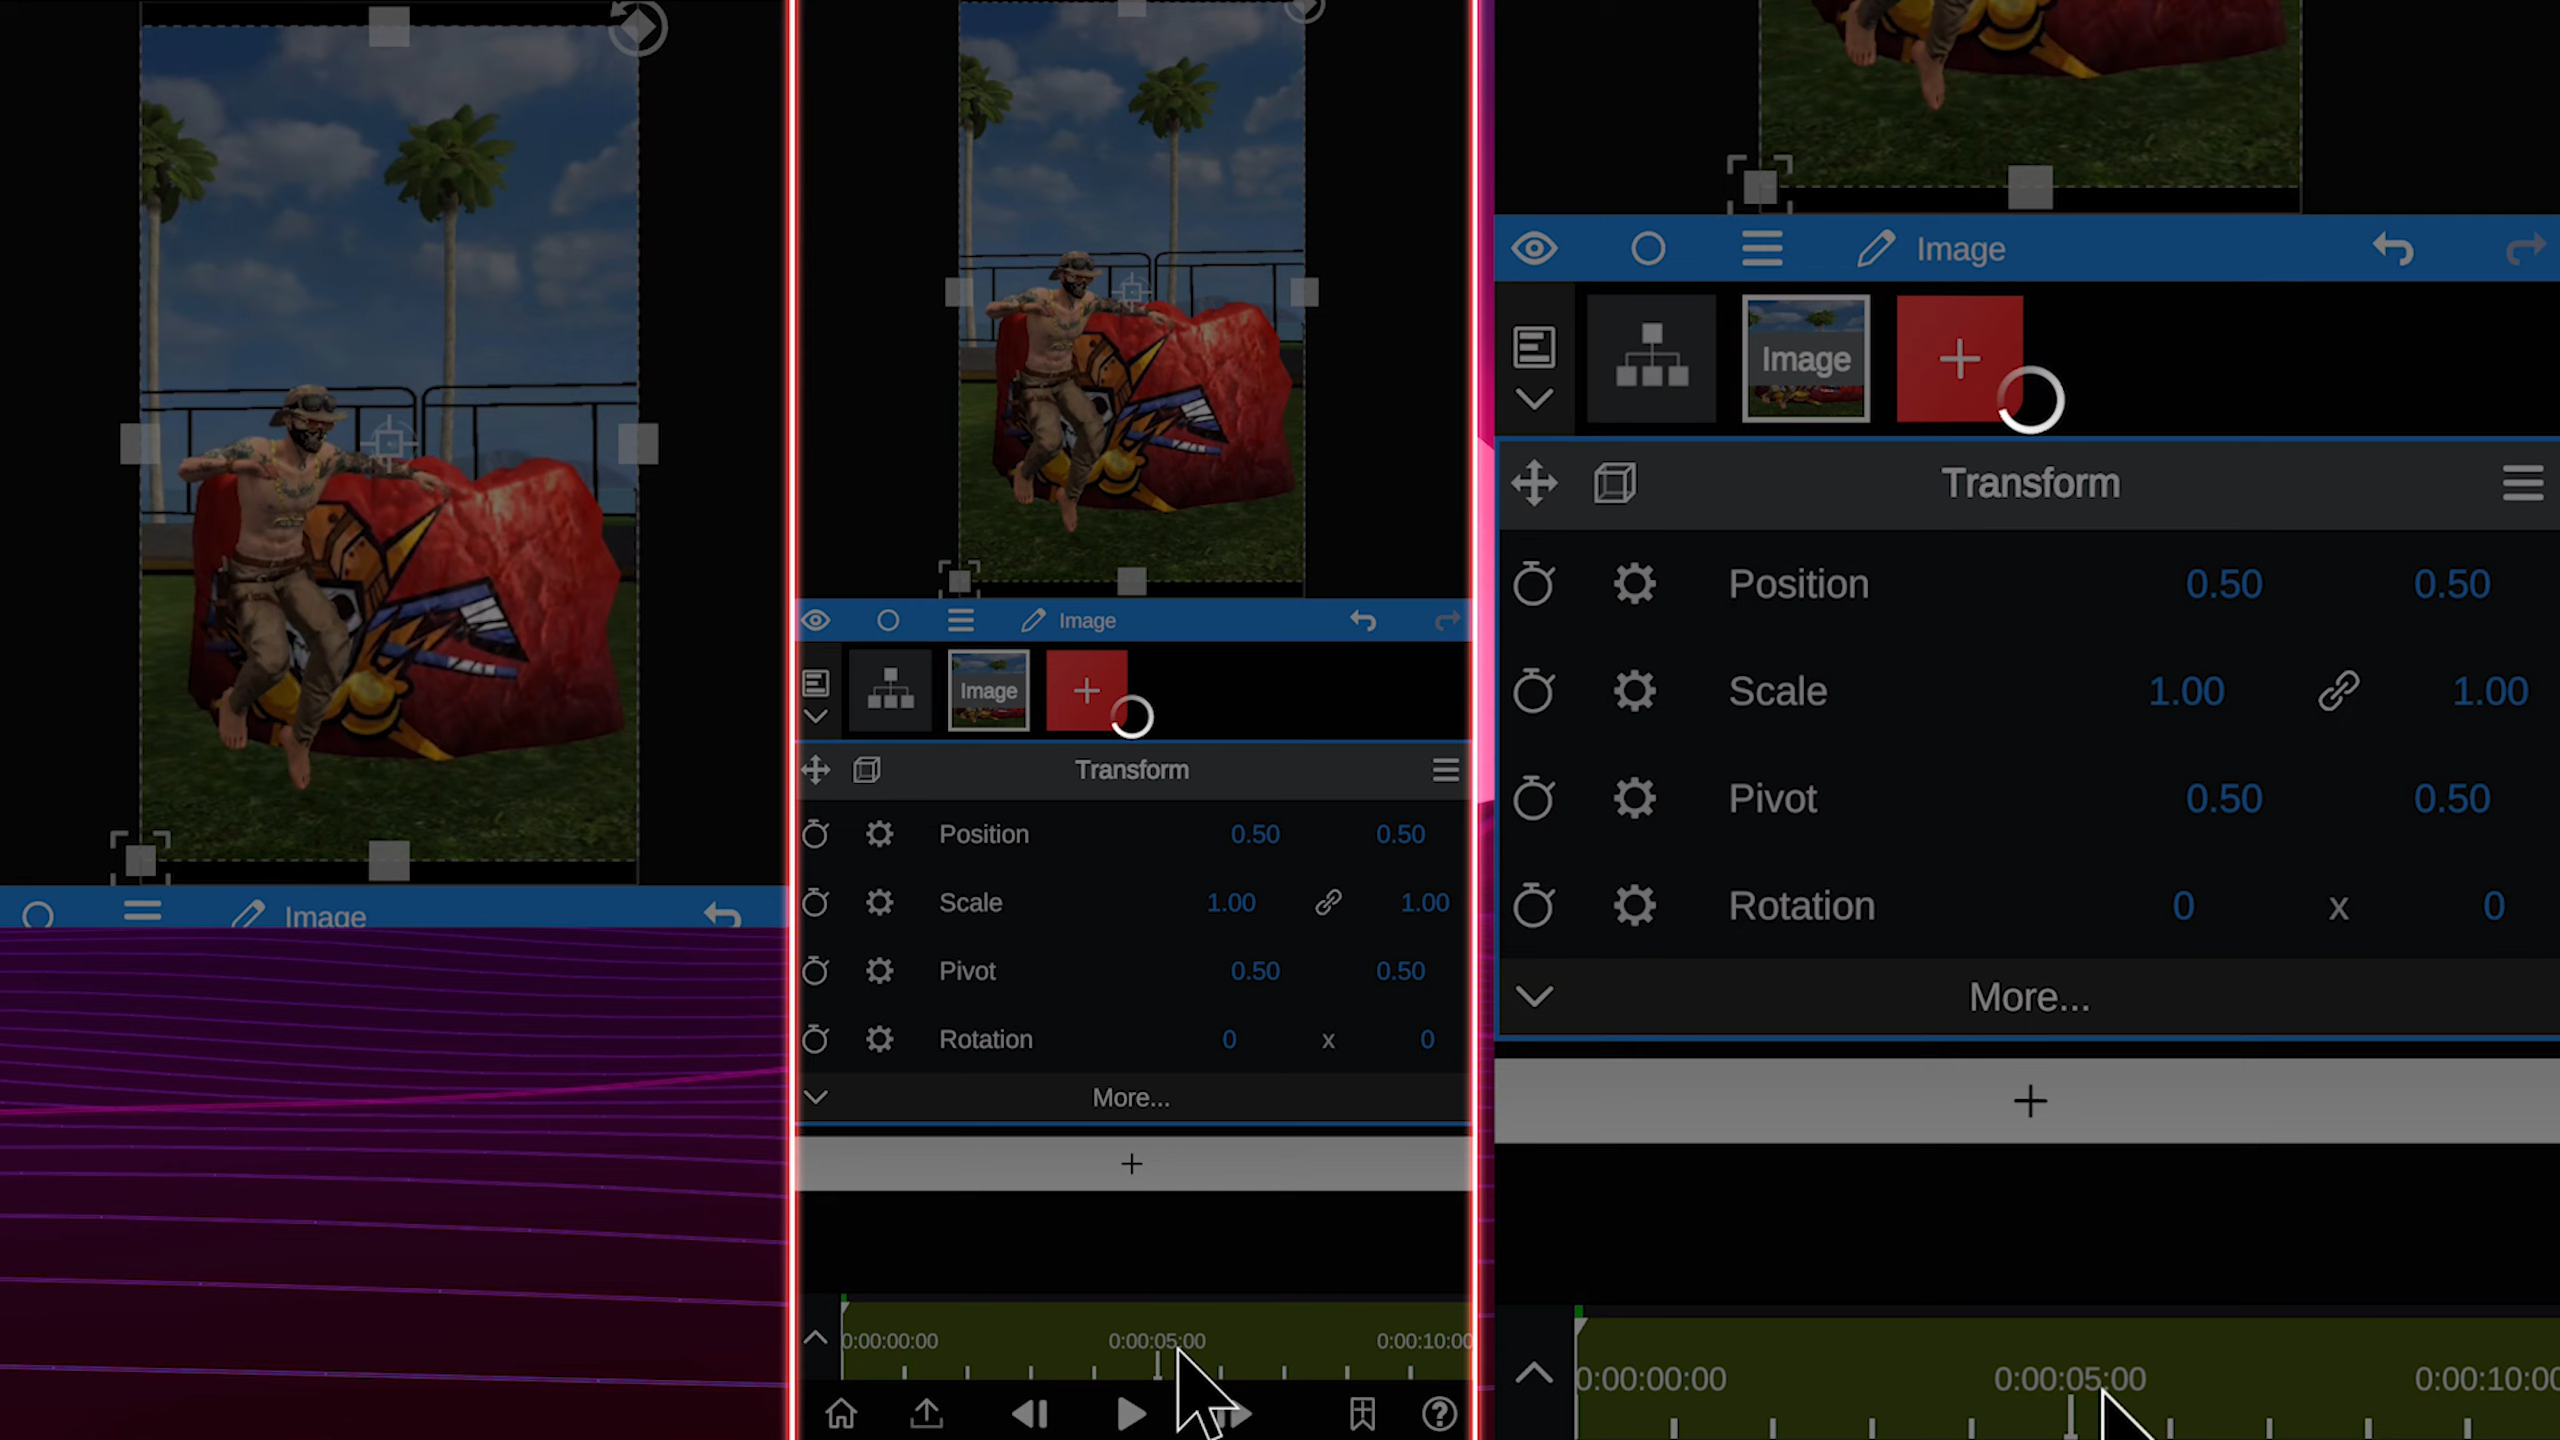 Image
Image
Image
Transform
Position 0.50 0.50
Scale 1.00 1.00
Pivot 0.50 0.50
Rotation 0 x 0
More...
+
0:00:00:00 0:00:05:00 0:00:10:00
Image
Image
Transform
Position 0.50 0.50
Scale 1.00 1.00
Pivot 0.50 0.50
Rotation 0 x 0
More...
+
0:00:00:00 0:00:05:00 0:00:10:00